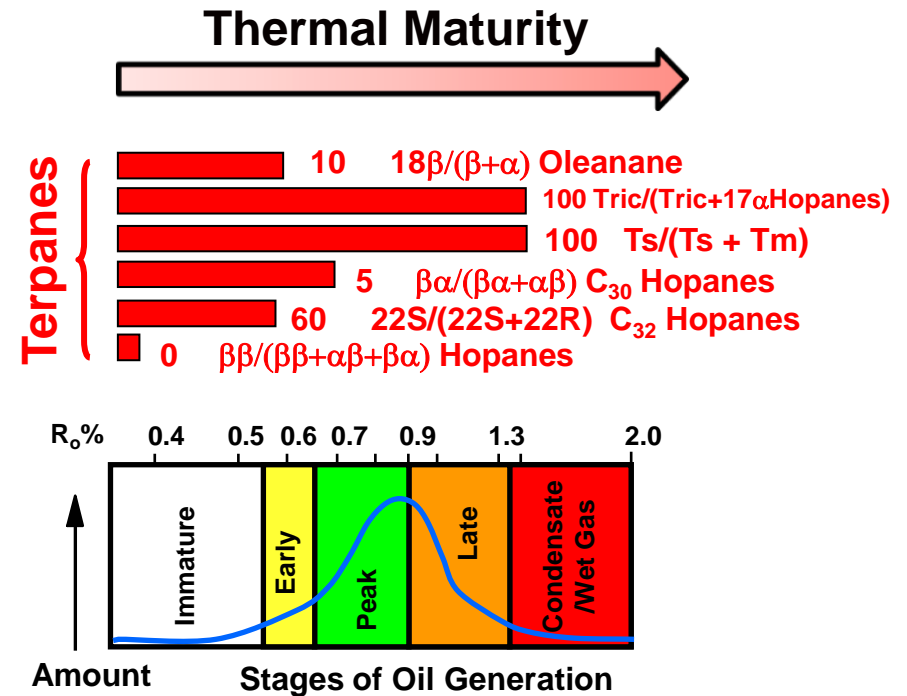 Thermal Maturity
Terpanes
10 18β/(β+α) Oleanane
100 Tric/(Tric+17αHopanes)
100 Ts/(Ts + Tm)
5 βα/(βα+αβ) C₃₀ Hopanes
60 22S/(22S+22R) C₃₂ Hopanes
0 ββ/(ββ+αβ+βα) Hopanes
Rₒ% 0.4 0.5 0.6 0.7 0.9 1.3 2.0
Immature
Early
Peak
Late
Condensate
/Wet Gas
Amount
Stages of Oil Generation